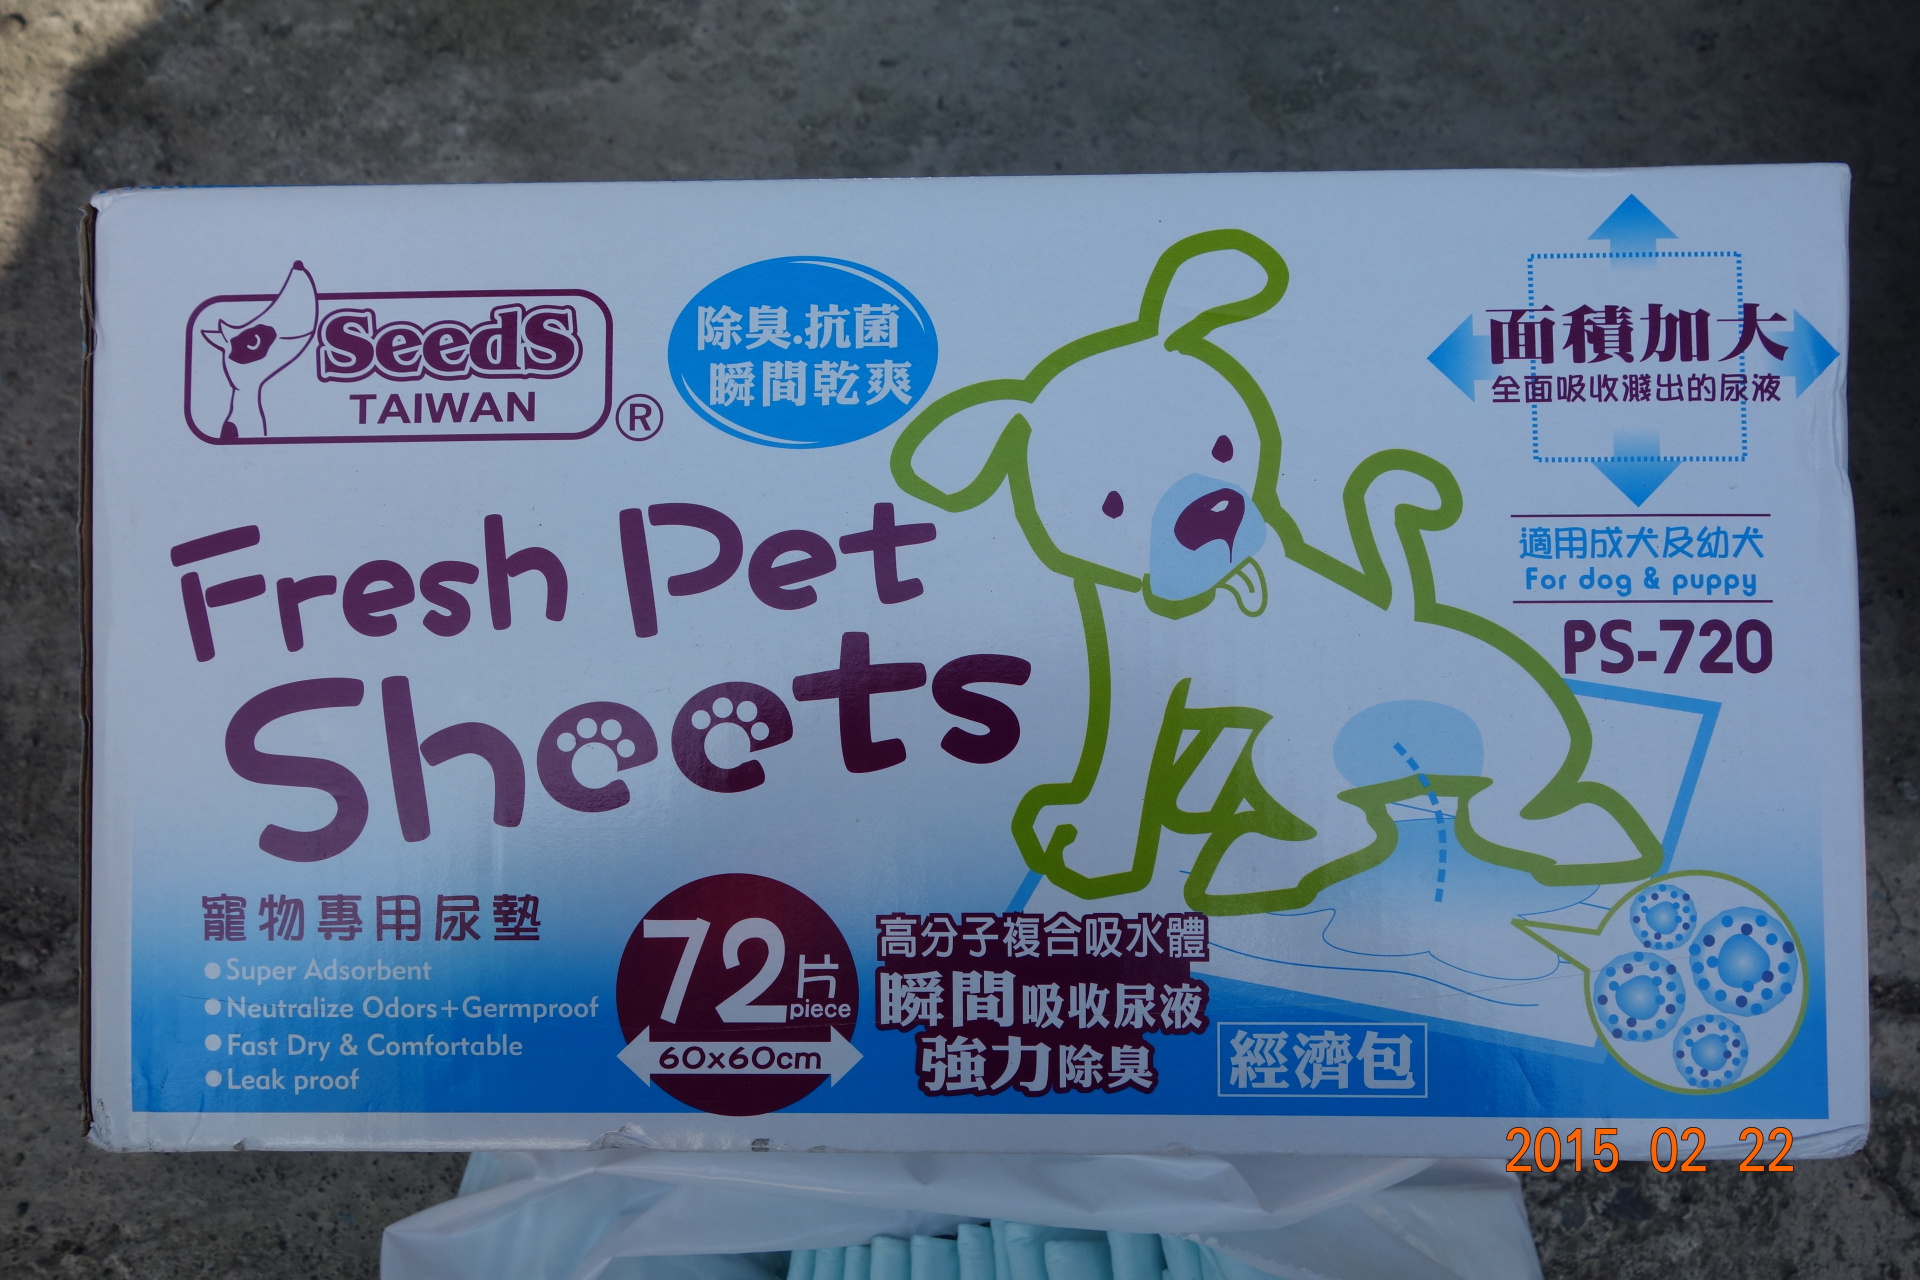 SeedS
TAIWAN
®
除臭.抗菌
瞬間乾爽
面積加大
全面吸收濺出的尿液
適用成犬及幼犬
For dog & puppy
PS-720
Fresh Pet
Sheets
寵物專用尿墊
●Super Adsorbent
●Neutralize Odors+Germproof
●Fast Dry & Comfortable
●Leak proof
72片
piece
60x60cm
高分子複合吸水體
瞬間吸收尿液
強力除臭
經濟包
2015 02 22